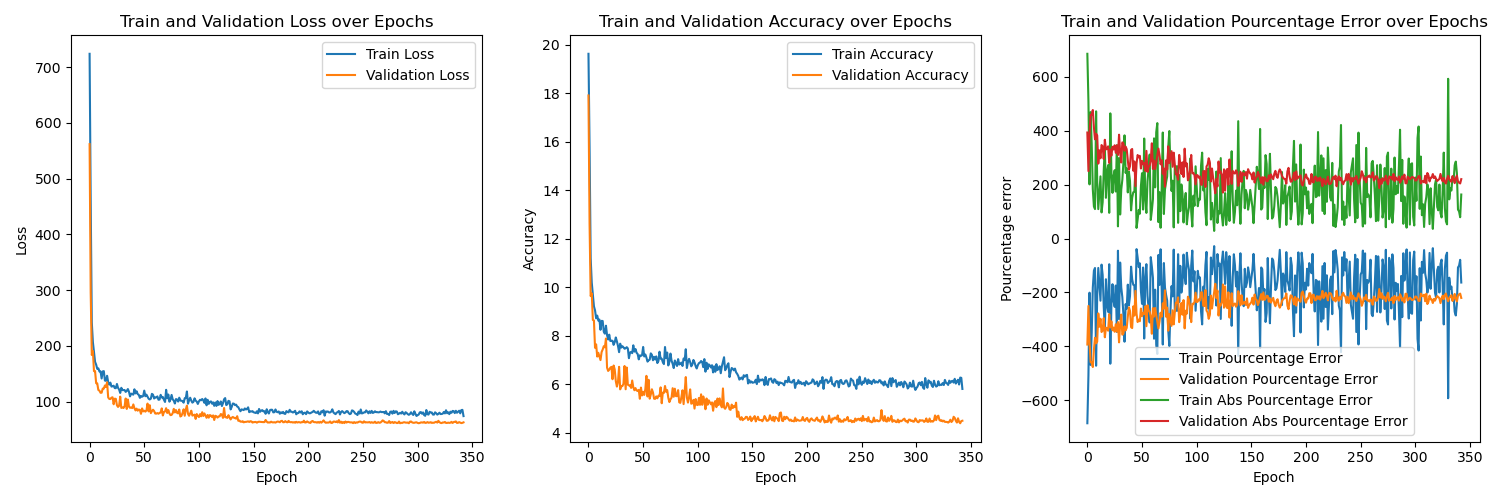 Train and Validation Loss over Epochs
Train Loss
Validation Loss
700
600
500
400
300
200
100
0
50
100
150
200
250
300
350
Loss
Epoch
Train and Validation Accuracy over Epochs
Train Accuracy
Validation Accuracy
20
18
16
14
12
10
8
6
4
0
50
100
150
200
250
300
350
Accuracy
Epoch
Train and Validation Pourcentage Error over Epochs
600
400
200
0
−200
−400
−600
Train Pourcentage Error
Validation Pourcentage Error
Train Abs Pourcentage Error
Validation Abs Pourcentage Error
0
50
100
150
200
250
300
350
Pourcentage error
Epoch